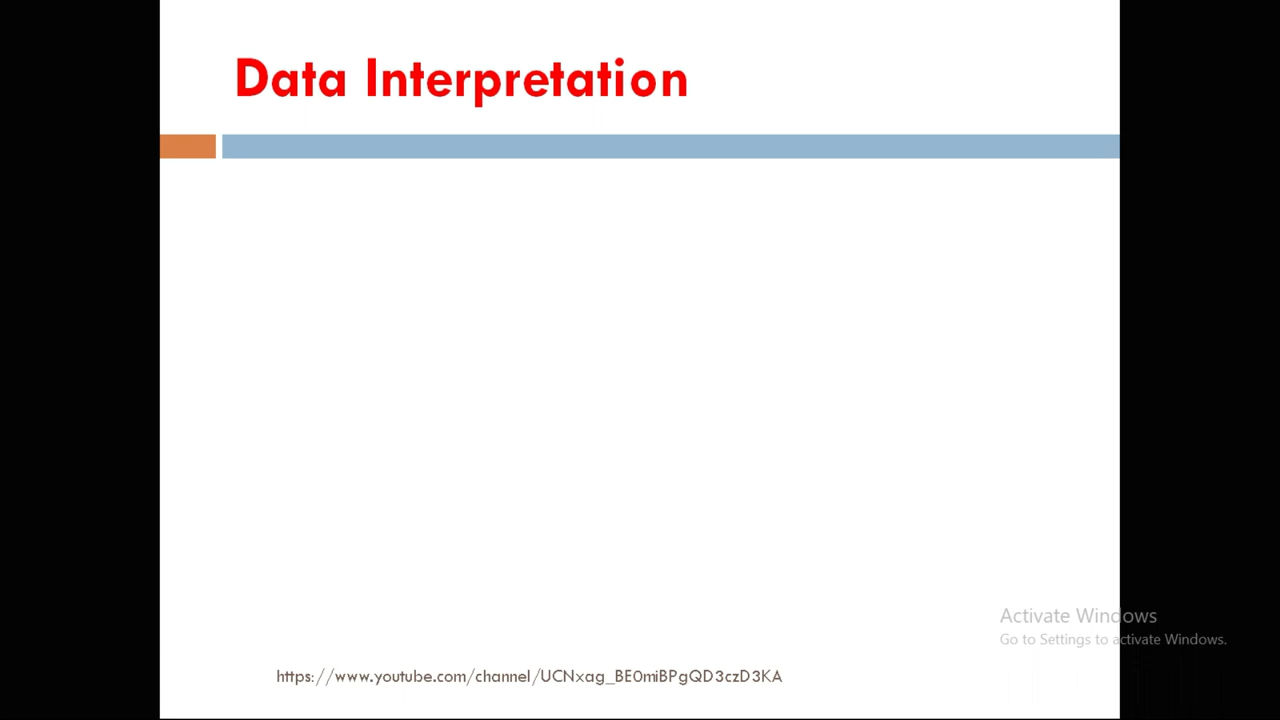 Data Interpretation
Activate Windows
Go to Settings to activate Windows.
https://www.youtube.com/channel/UCNxag_BE0miBPgQD3czD3KA